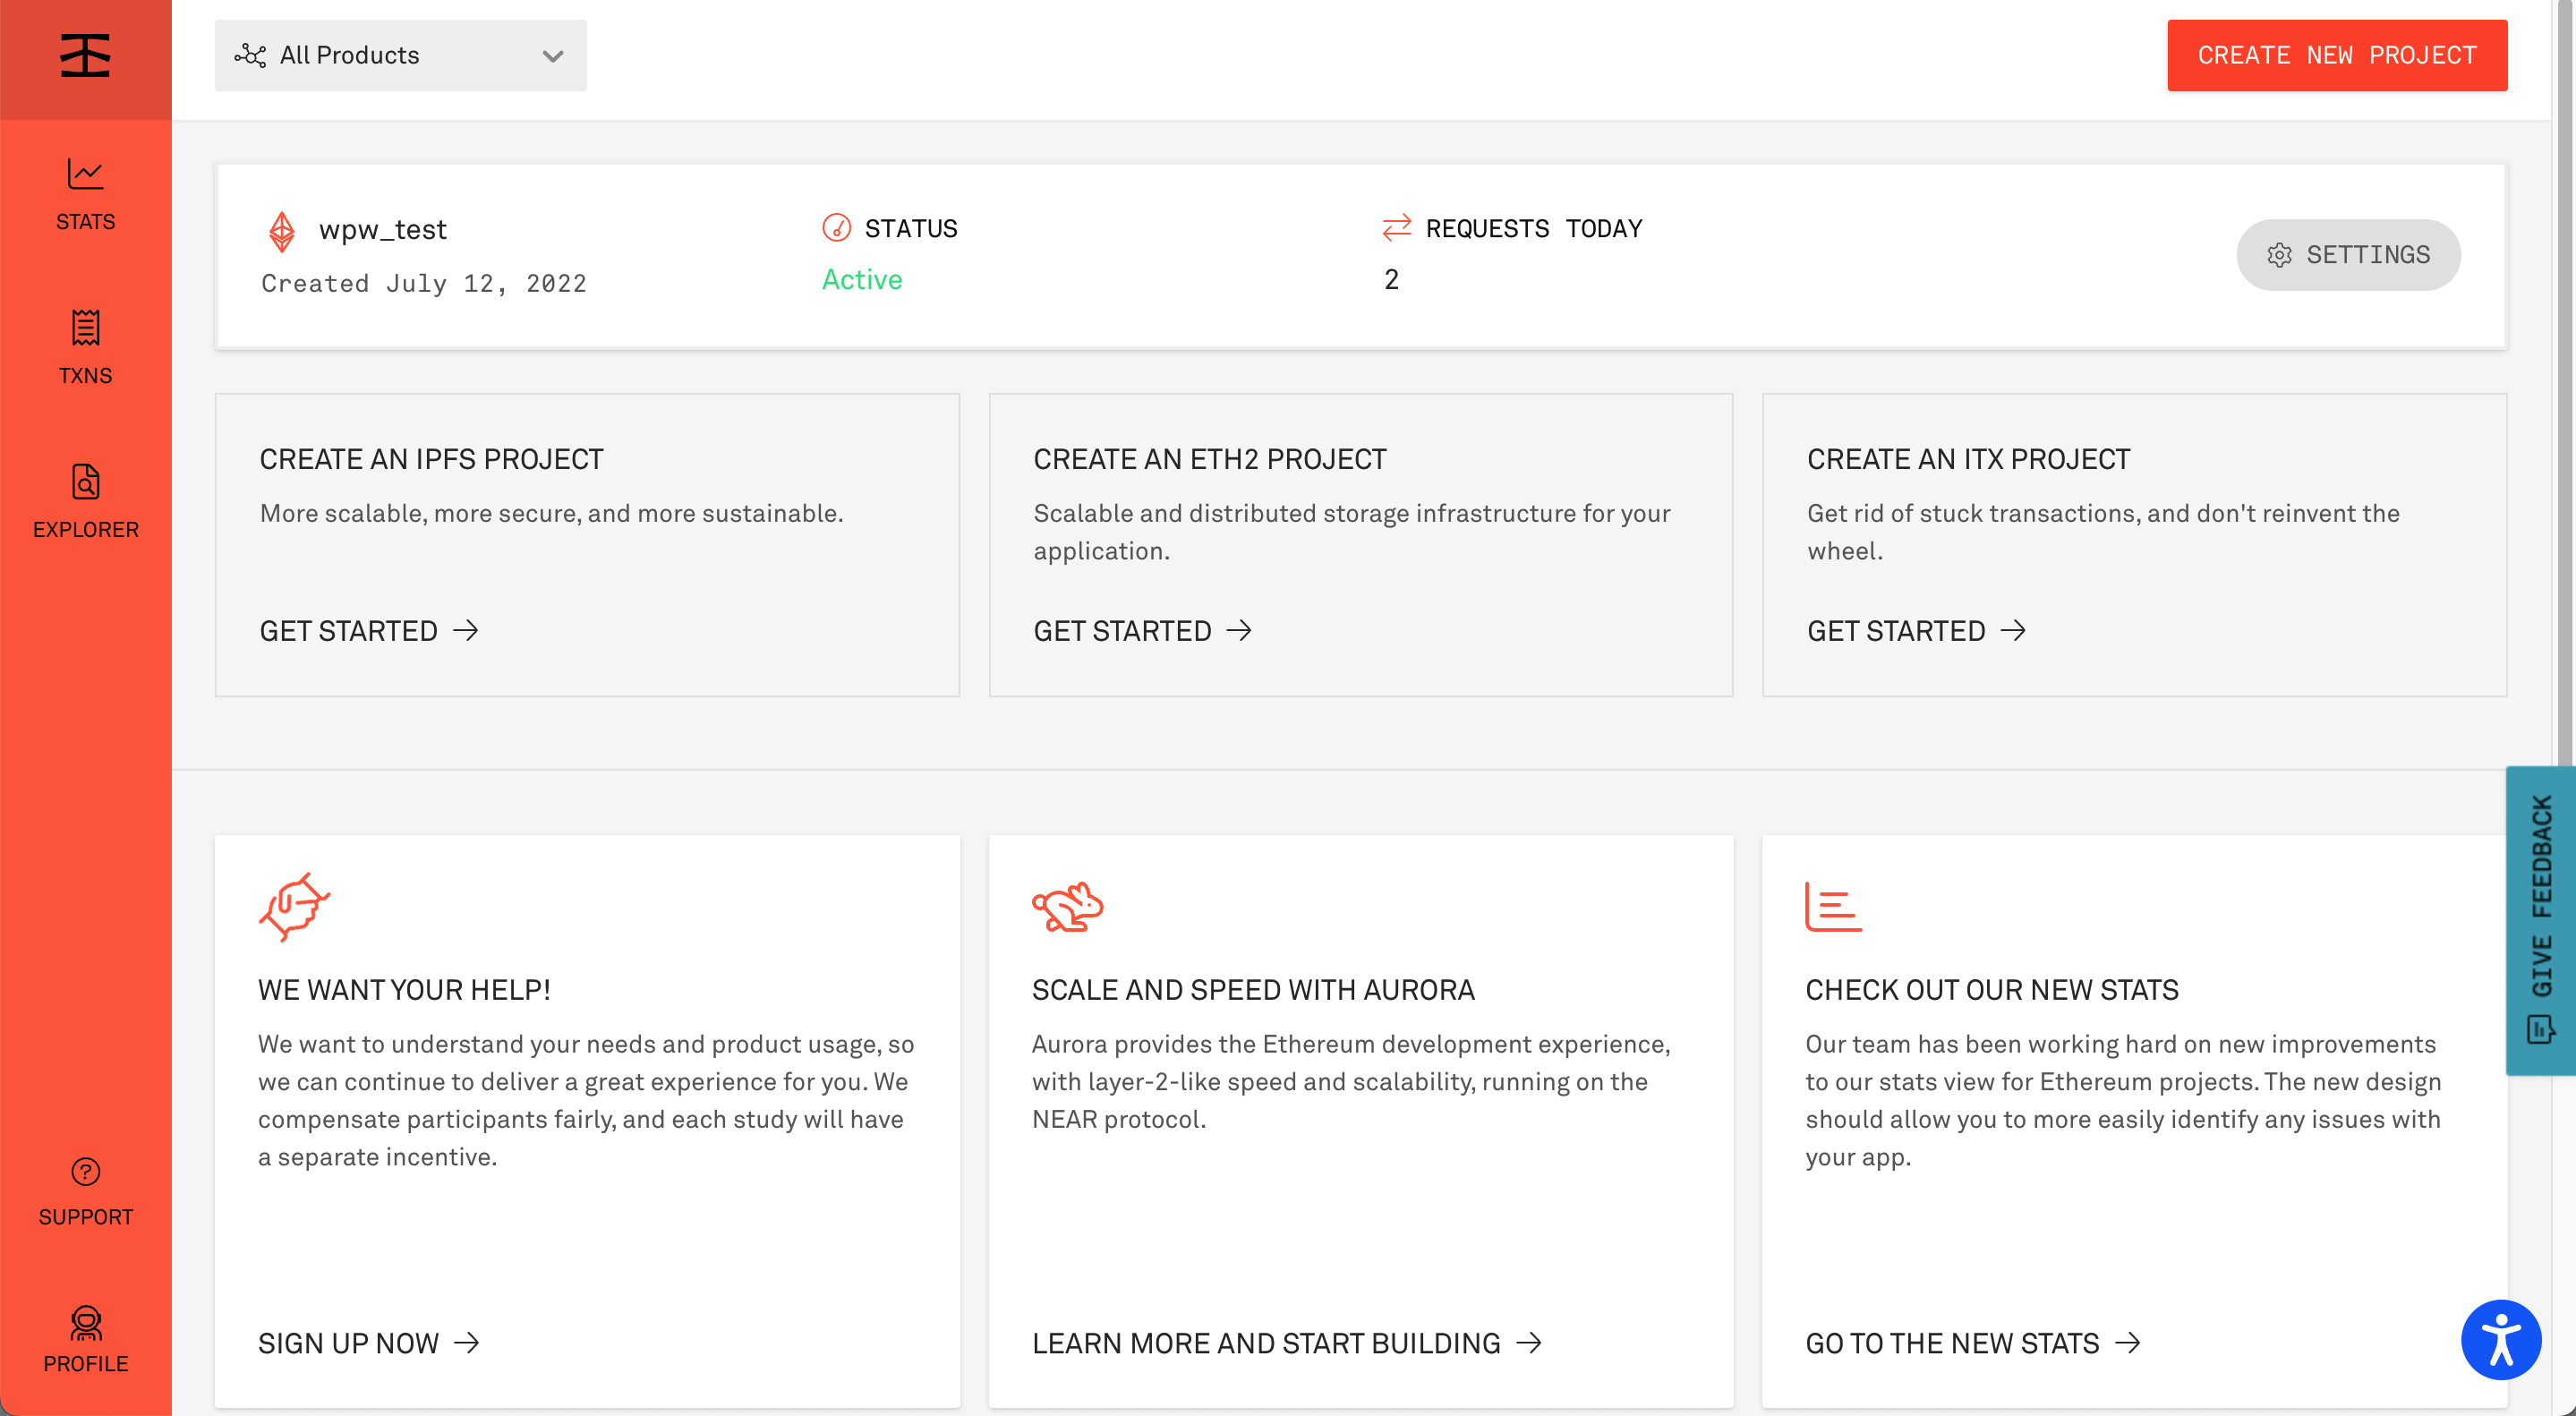 All Products
CREATE NEW PROJECT
STATS
TXNS
EXPLORER
SUPPORT
PROFILE
wpw_test
Created July 12, 2022
STATUS
Active
REQUESTS TODAY
2
SETTINGS
CREATE AN IPFS PROJECT
More scalable, more secure, and more sustainable.
GET STARTED
CREATE AN ETH2 PROJECT
Scalable and distributed storage infrastructure for your
application.
GET STARTED
CREATE AN ITX PROJECT
Get rid of stuck transactions, and don't reinvent the
wheel.
GET STARTED
WE WANT YOUR HELP!
We want to understand your needs and product usage, so
we can continue to deliver a great experience for you. We
compensate participants fairly, and each study will have
a separate incentive.
SIGN UP NOW
SCALE AND SPEED WITH AURORA
Aurora provides the Ethereum development experience,
with layer-2-like speed and scalability, running on the
NEAR protocol.
LEARN MORE AND START BUILDING
CHECK OUT OUR NEW STATS
Our team has been working hard on new improvements
to our stats view for Ethereum projects. The new design
should allow you to more easily identify any issues with
your app.
GO TO THE NEW STATS
GIVE FEEDBACK